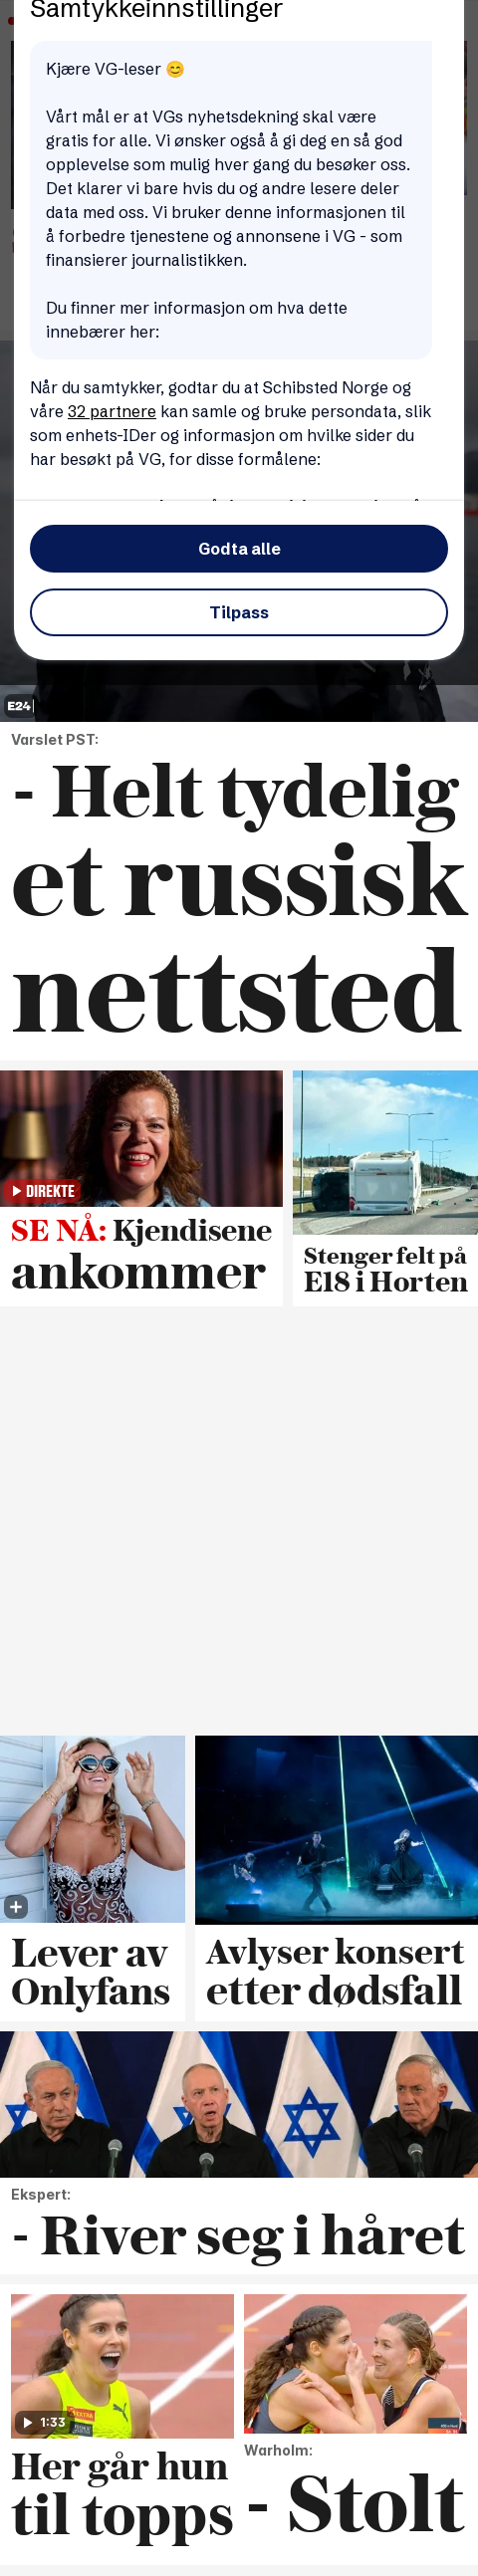 Samtykkeinnstillinger
Kjære VG-leser 😊
Vårt mål er at VGs nyhetsdekning skal være
gratis for alle. Vi ønsker også å gi deg en så god
opplevelse som mulig hver gang du besøker oss.
Det klarer vi bare hvis du og andre lesere deler
data med oss. Vi bruker denne informasjonen til
å forbedre tjenestene og annonsene i VG - som
finansierer journalistikken.
Du finner mer informasjon om hva dette
innebærer her:
Når du samtykker, godtar du at Schibsted Norge og
våre 32 partnere kan samle og bruke persondata, slik
som enhets-IDer og informasjon om hvilke sider du
har besøkt på VG, for disse formålene:
Godta alle
Tilpass
E24
Varslet PST:
- Helt tydelig
et russisk
nettsted
DIREKTE
SE NÅ: Kjendisene
ankommer
Stenger felt på
E18 i Horten
Lever av
Onlyfans
Avlyser konsert
etter dødsfall
Ekspert:
- River seg i håret
1:33
Her går hun
til topps
Warholm:
- Stolt